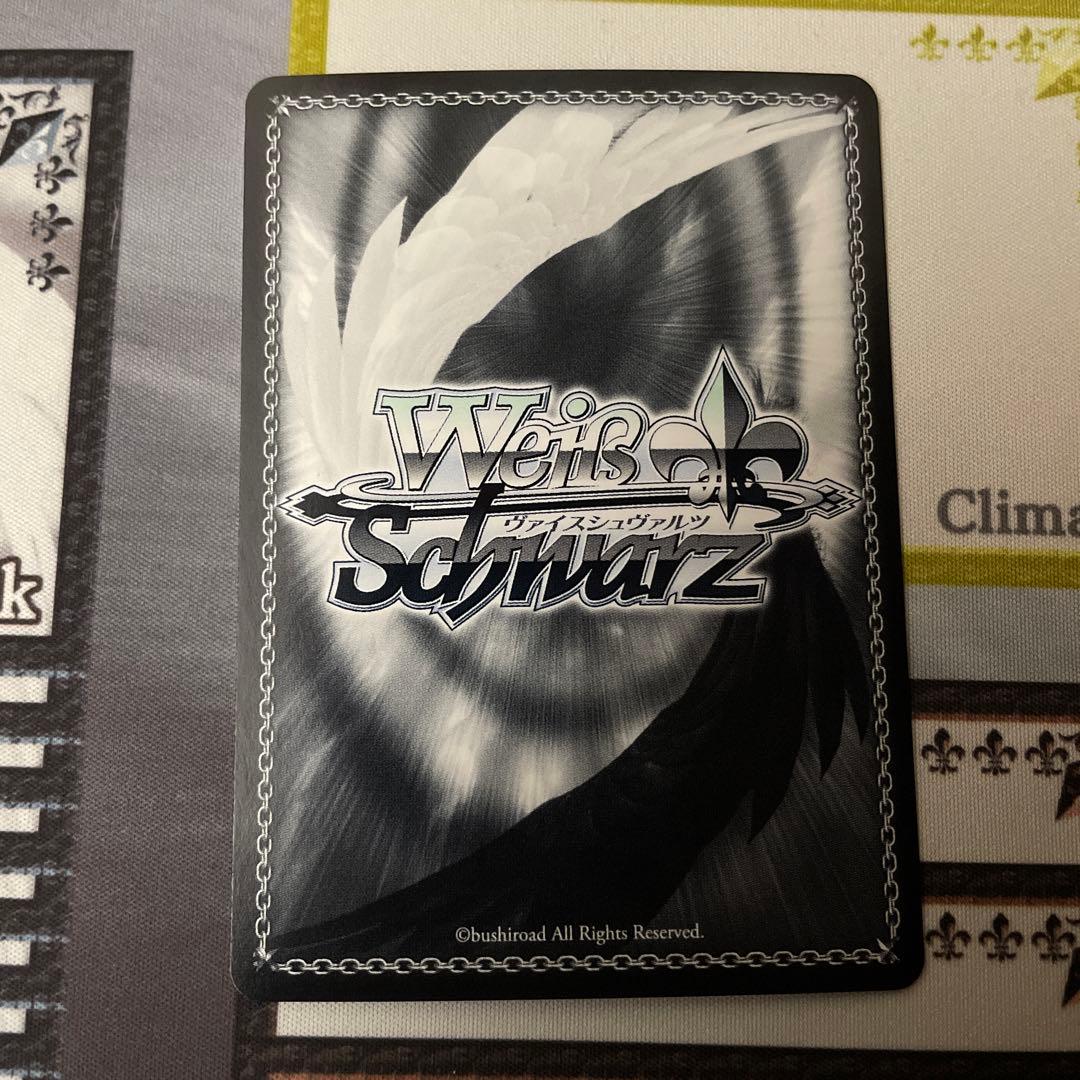 Weiß
ヴァイスシュヴァルツ
Schwarz
©bushiroad All Rights Reserved.
Clima
k